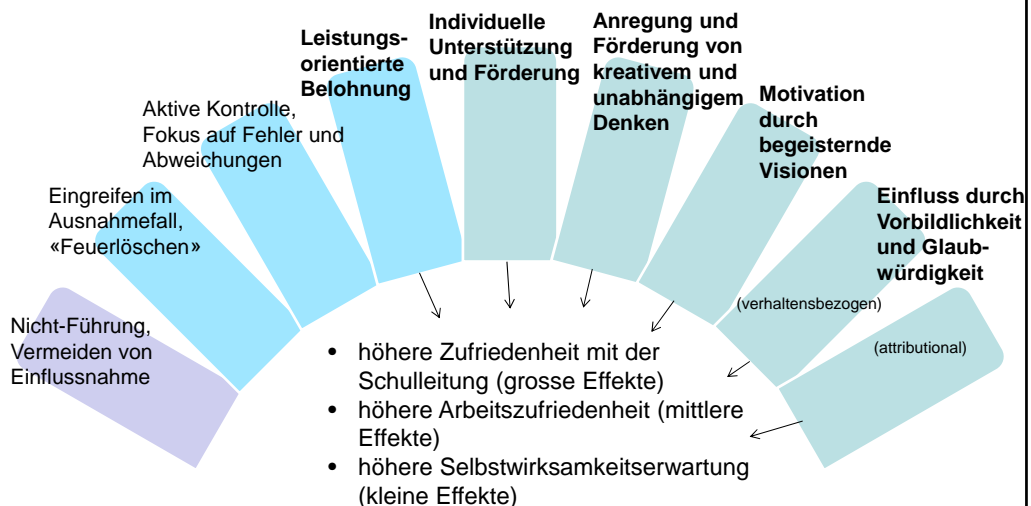 Nicht-Führung,
Vermeiden von
Einflussnahme
Eingreifen im
Ausnahmefall,
«Feuerlöschen»
Aktive Kontrolle,
Fokus auf Fehler und
Abweichungen
Leistungs-
orientierte
Belohnung
Individuelle
Unterstützung
und Förderung
Anregung und
Förderung von
kreativem und
unabhängigem
Denken
Motivation
durch
begeisternde
Visionen
Einfluss durch
Vorbildlichkeit
und Glaub-
würdigkeit
(verhaltensbezogen)
(attributional)
• höhere Zufriedenheit mit der
Schulleitung (grosse Effekte)
• höhere Arbeitszufriedenheit (mittlere
Effekte)
• höhere Selbstwirksamkeitserwartung
(kleine Effekte)